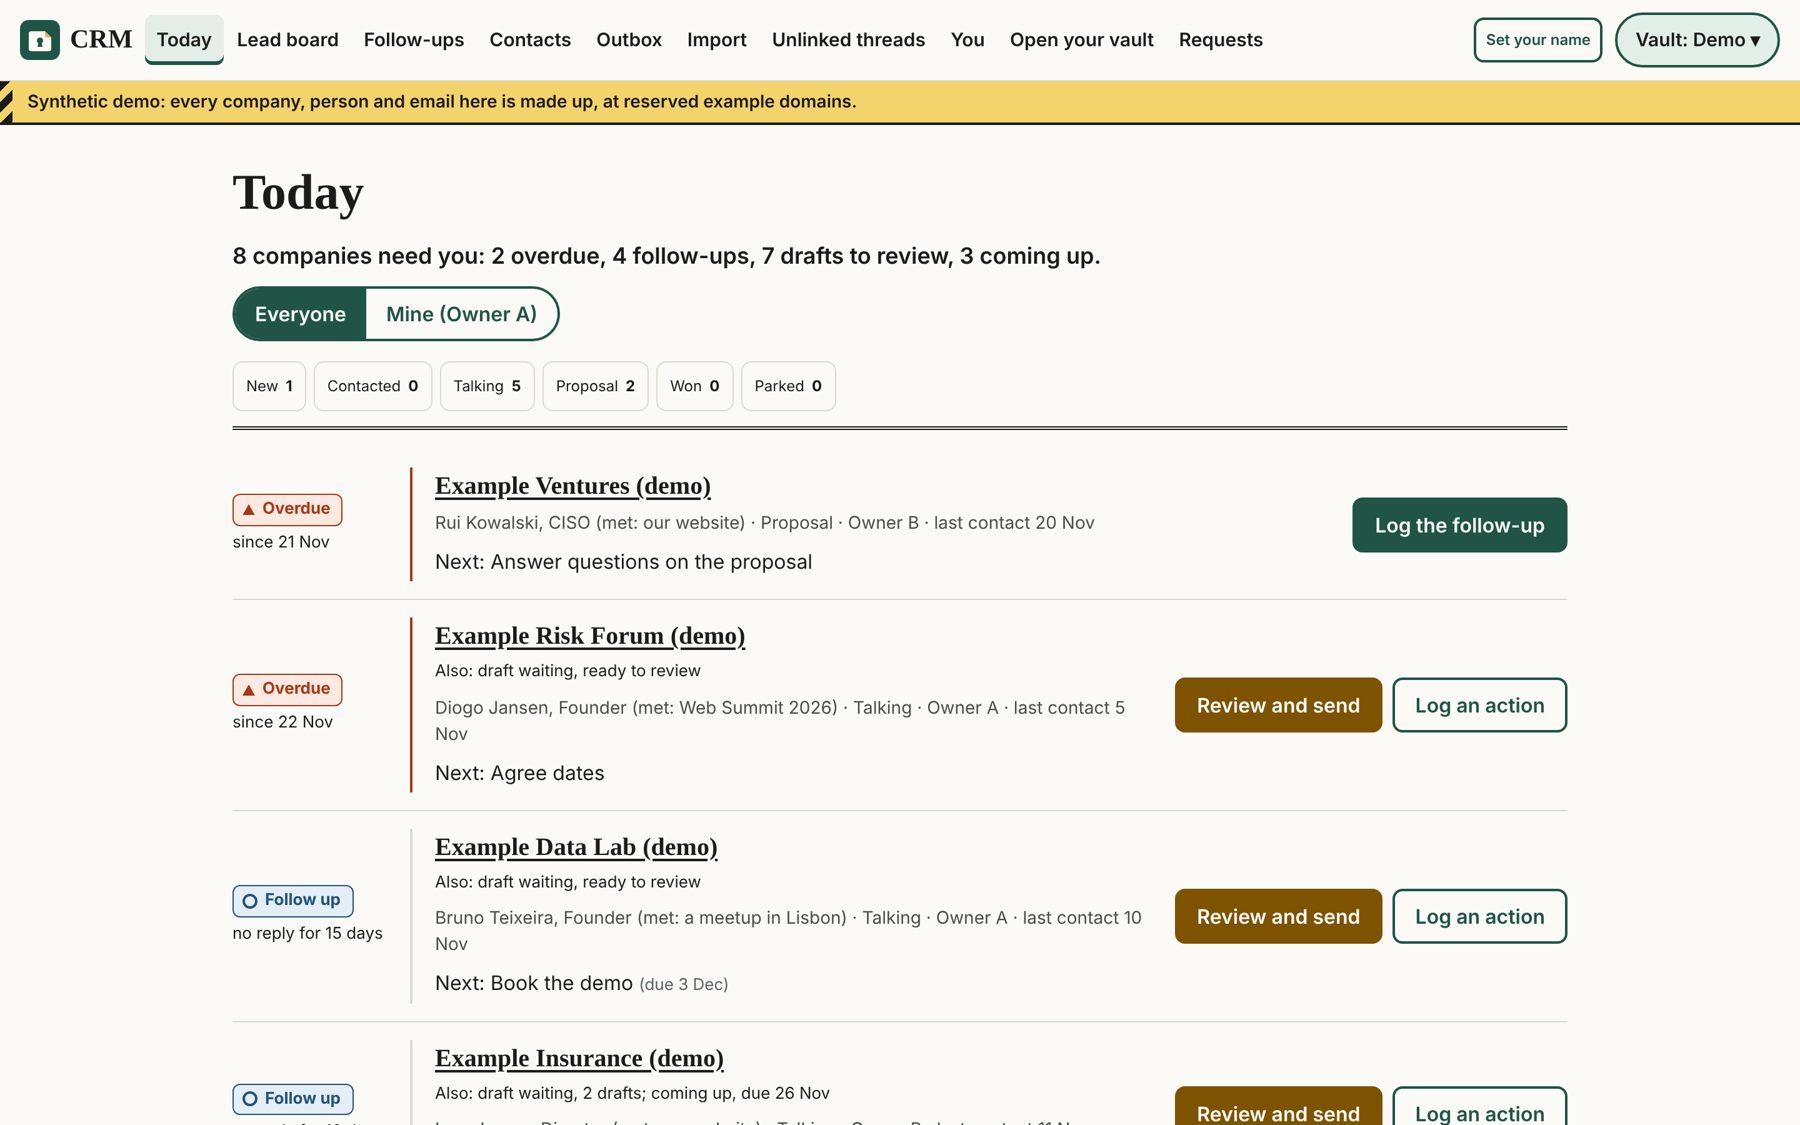 CRM Today Lead board Follow-ups Contacts Outbox Import Unlinked threads You Open your vault Requests Set your name Vault: Demo ▾
Synthetic demo: every company, person and email here is made up, at reserved example domains.
Today
8 companies need you: 2 overdue, 4 follow-ups, 7 drafts to review, 3 coming up.
Everyone Mine (Owner A)
New 1 Contacted 0 Talking 5 Proposal 2 Won 0 Parked 0
Overdue
since 21 Nov
Example Ventures (demo)
Rui Kowalski, CISO (met: our website) · Proposal · Owner B · last contact 20 Nov
Next: Answer questions on the proposal
Log the follow-up
Overdue
since 22 Nov
Example Risk Forum (demo)
Also: draft waiting, ready to review
Diogo Jansen, Founder (met: Web Summit 2026) · Talking · Owner A · last contact 5
Nov
Next: Agree dates
Review and send Log an action
Follow up
no reply for 15 days
Example Data Lab (demo)
Also: draft waiting, ready to review
Bruno Teixeira, Founder (met: a meetup in Lisbon) · Talking · Owner A · last contact 10
Nov
Next: Book the demo (due 3 Dec)
Review and send Log an action
Follow up
Example Insurance (demo)
Also: draft waiting, 2 drafts; coming up, due 26 Nov
Review and send Log an action